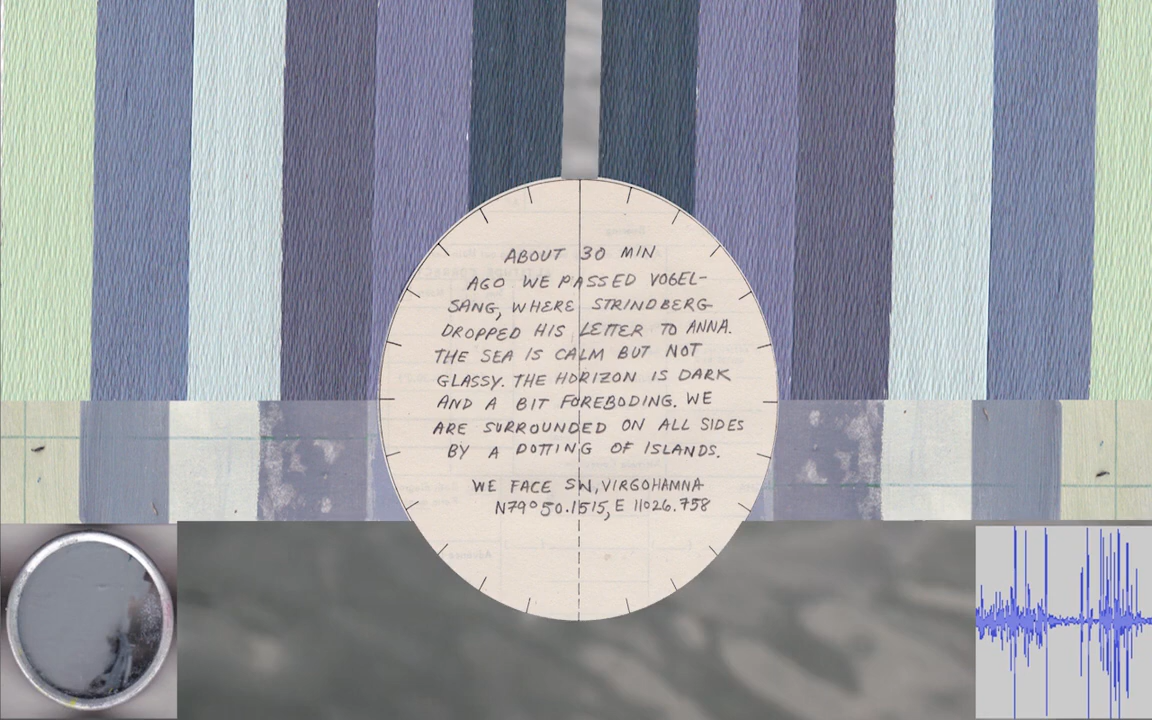 ABOUT 30 MIN
AGO WE PASSED VOGEL-
SANG, WHERE STRINDBERG
DROPPED HIS LETTER TO ANNA.
THE SEA IS CALM BUT NOT
GLASSY. THE HORIZON IS DARK
AND A BIT FOREBODING. WE
ARE SURROUNDED ON ALL SIDES
BY A DOTTING OF ISLANDS.
WE FACE SW, VIRGOHAMNA
N79°50.1515, E 11026.758